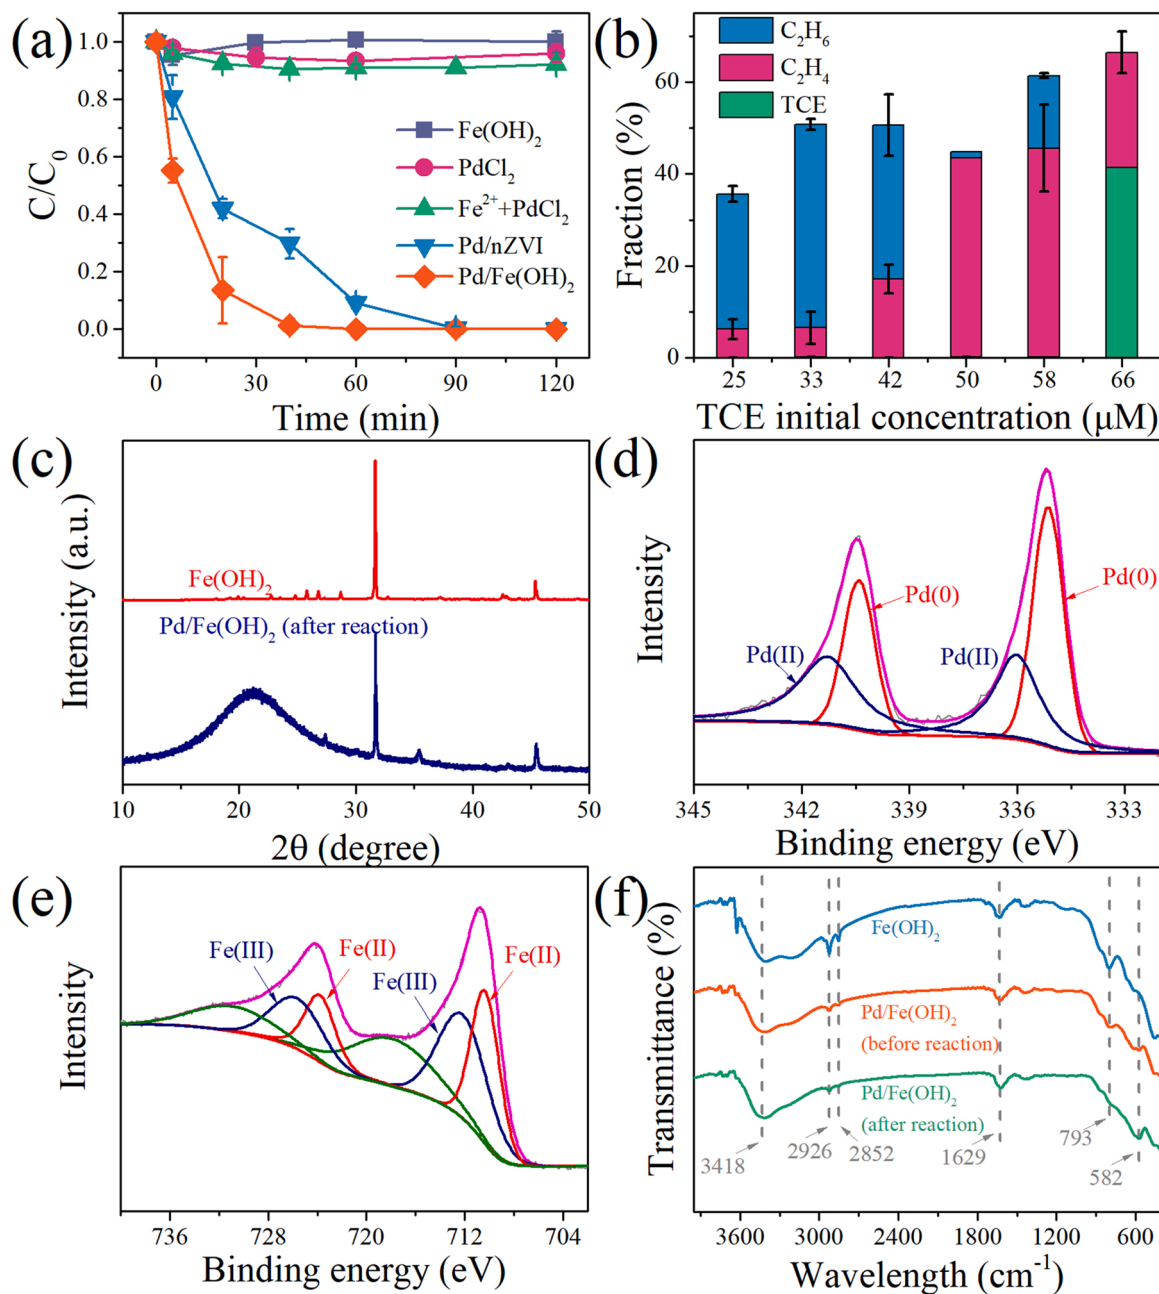 (a)
1.0
0.8
0.6
0.4
0.2
0.0
C/C0
Fe(OH)2
PdCl2
Fe2++PdCl2
Pd/nZVI
Pd/Fe(OH)2
0 30 60 90 120
Time (min)
(b)
60
40
20
0
Fraction (%)
C2H6
C2H4
TCE
25 33 42 50 58 66
TCE initial concentration (μM)
(c)
Intensity (a.u.)
Fe(OH)2
Pd/Fe(OH)2 (after reaction)
10 20 30 40 50
2θ (degree)
(d)
Intensity
Pd(0)
Pd(0)
Pd(II)
Pd(II)
345 342 339 336 333
Binding energy (eV)
(e)
Intensity
Fe(III)
Fe(II)
Fe(III)
Fe(II)
736 728 720 712 704
Binding energy (eV)
(f)
Transmittance (%)
Fe(OH)2
Pd/Fe(OH)2
(before reaction)
Pd/Fe(OH)2
(after reaction)
3418
2926
2852
1629
793
582
3600 3000 2400 1800 1200 600
Wavelength (cm-1)